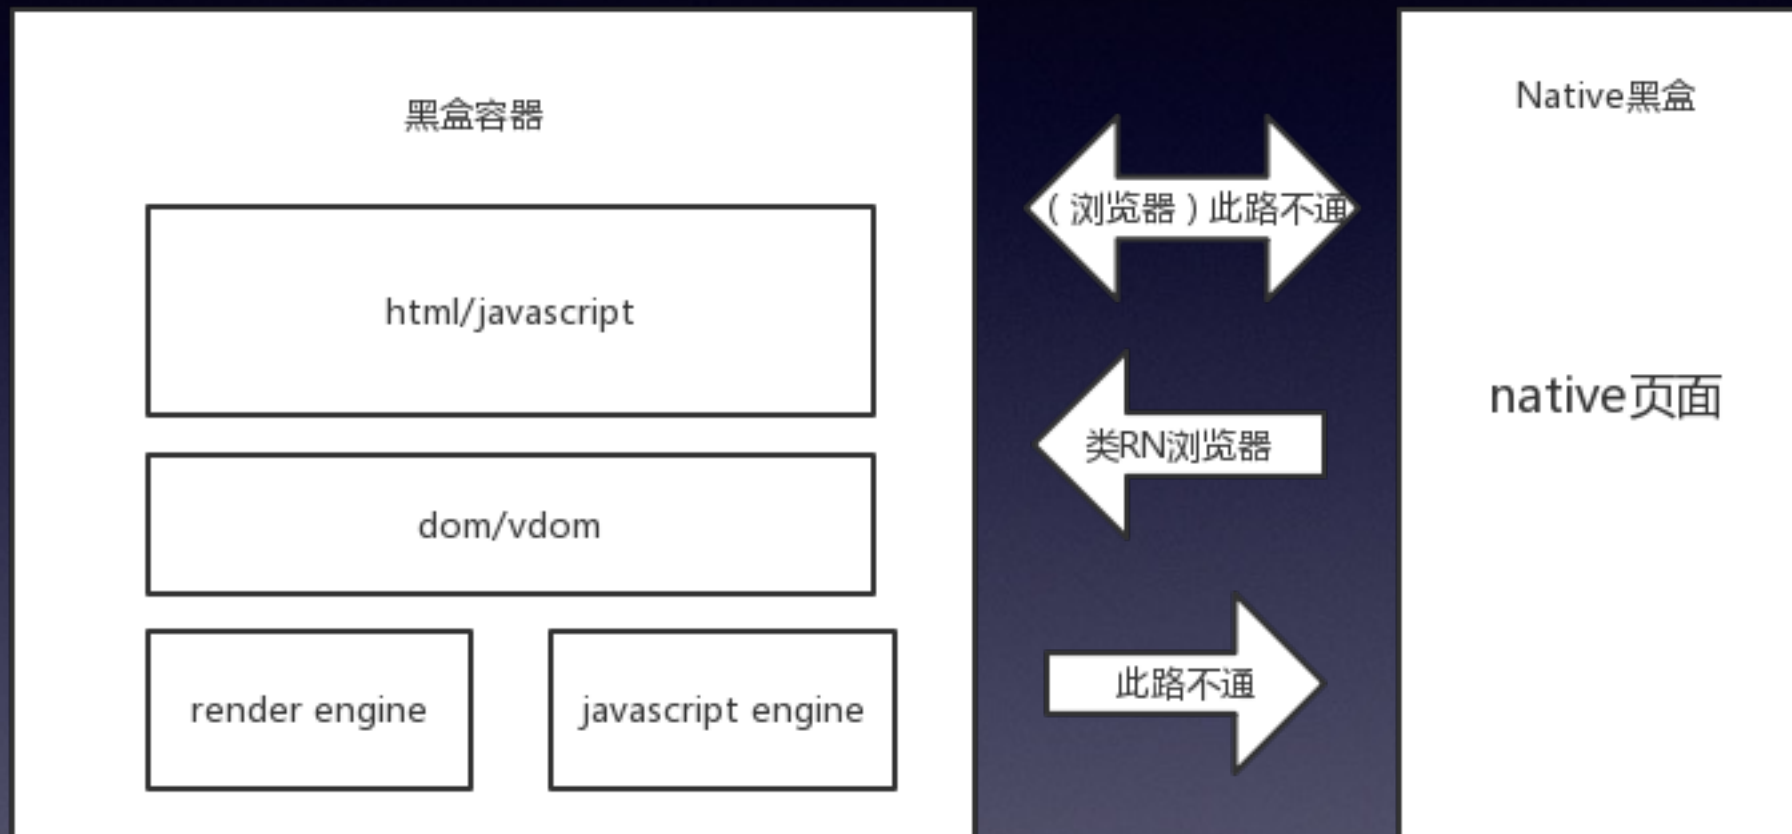 黑盒容器
html/javascript
dom/vdom
render engine
javascript engine
（浏览器）此路不通
类RN浏览器
此路不通
Native黑盒
native页面